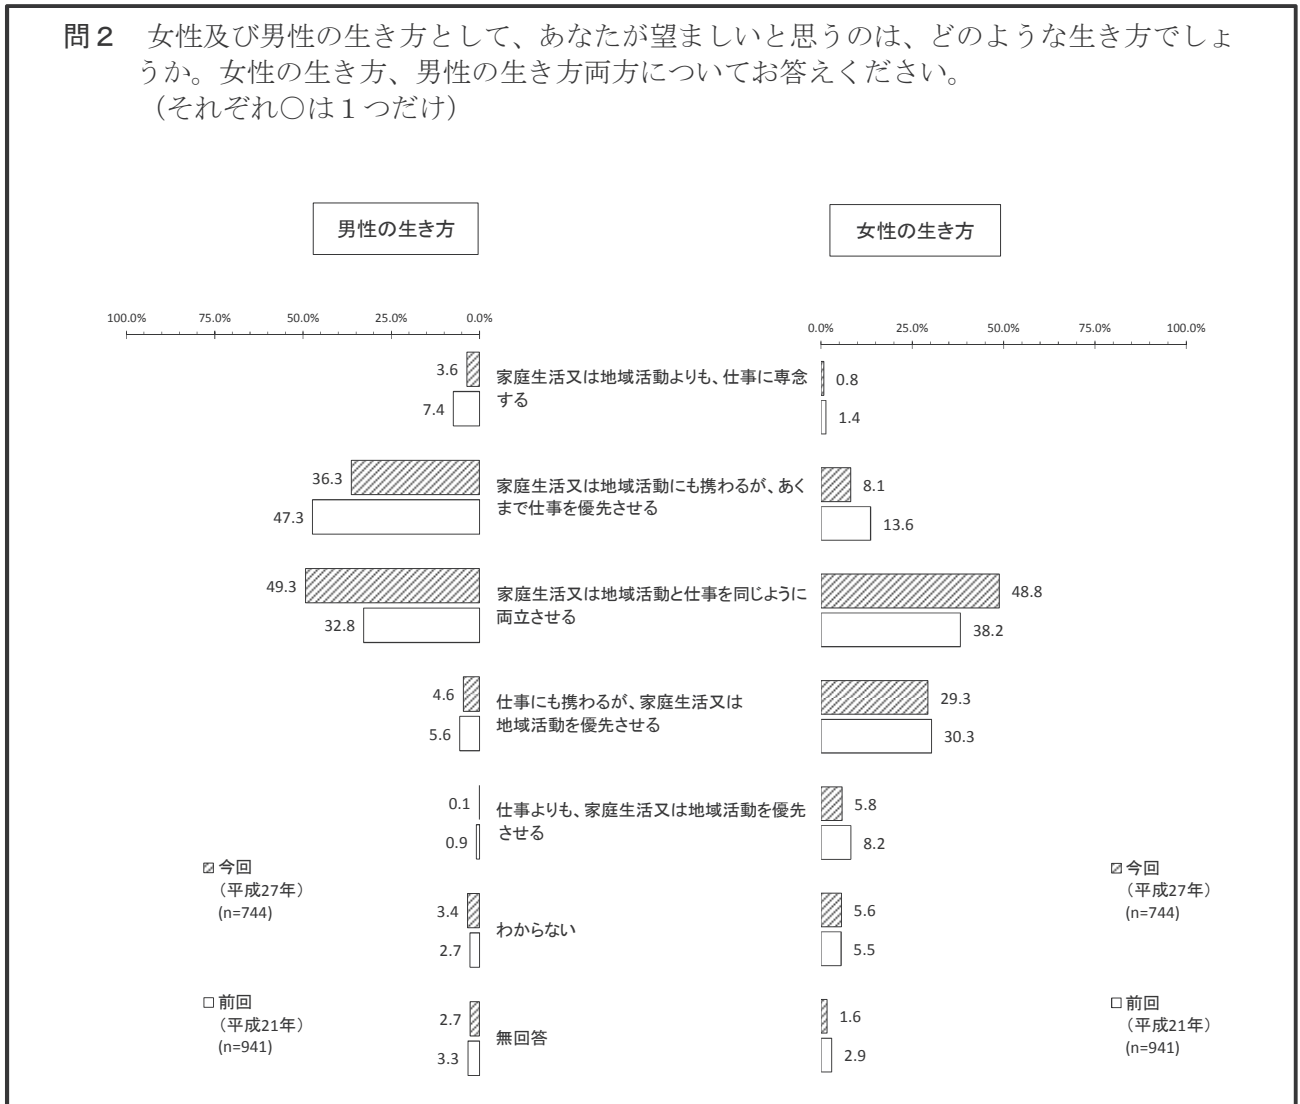 問２　女性及び男性の生き方として、あなたが望ましいと思うのは、どのような生き方でしょ
うか。女性の生き方、男性の生き方両方についてお答えください。
（それぞれ○は１つだけ）
男性の生き方
女性の生き方
100.0% 75.0% 50.0% 25.0% 0.0%
0.0% 25.0% 50.0% 75.0% 100.0%
3.6
7.4
家庭生活又は地域活動よりも、仕事に専念
する
0.8
1.4
36.3
47.3
家庭生活又は地域活動にも携わるが、あく
まで仕事を優先させる
8.1
13.6
49.3
32.8
家庭生活又は地域活動と仕事を同じように
両立させる
48.8
38.2
4.6
5.6
仕事にも携わるが、家庭生活又は
地域活動を優先させる
29.3
30.3
0.1
0.9
仕事よりも、家庭生活又は地域活動を優先
させる
5.8
8.2
3.4
2.7
わからない
5.6
5.5
2.7
3.3
無回答
1.6
2.9
今回
（平成27年）
(n=744)
前回
（平成21年）
(n=941)
今回
（平成27年）
(n=744)
前回
（平成21年）
(n=941)